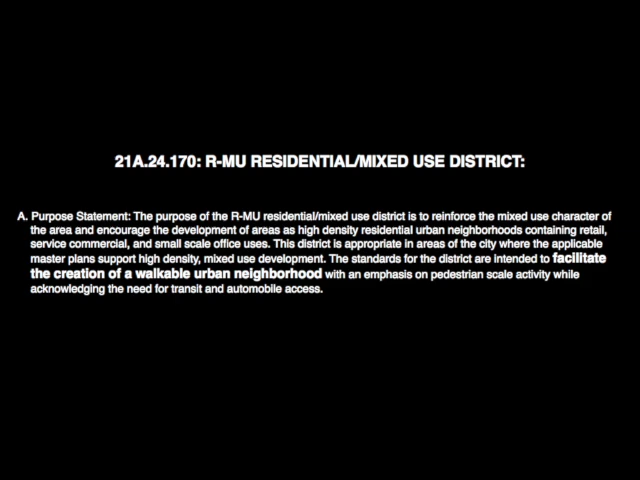 21A.24.170: R-MU RESIDENTIAL/MIXED USE DISTRICT:
A. Purpose Statement: The purpose of the R-MU residential/mixed use district is to reinforce the mixed use character of
the area and encourage the development of areas as high density residential urban neighborhoods containing retail,
service commercial, and small scale office uses. This district is appropriate in areas of the city where the applicable
master plans support high density, mixed use development. The standards for the district are intended to facilitate
the creation of a walkable urban neighborhood with an emphasis on pedestrian scale activity while
acknowledging the need for transit and automobile access.